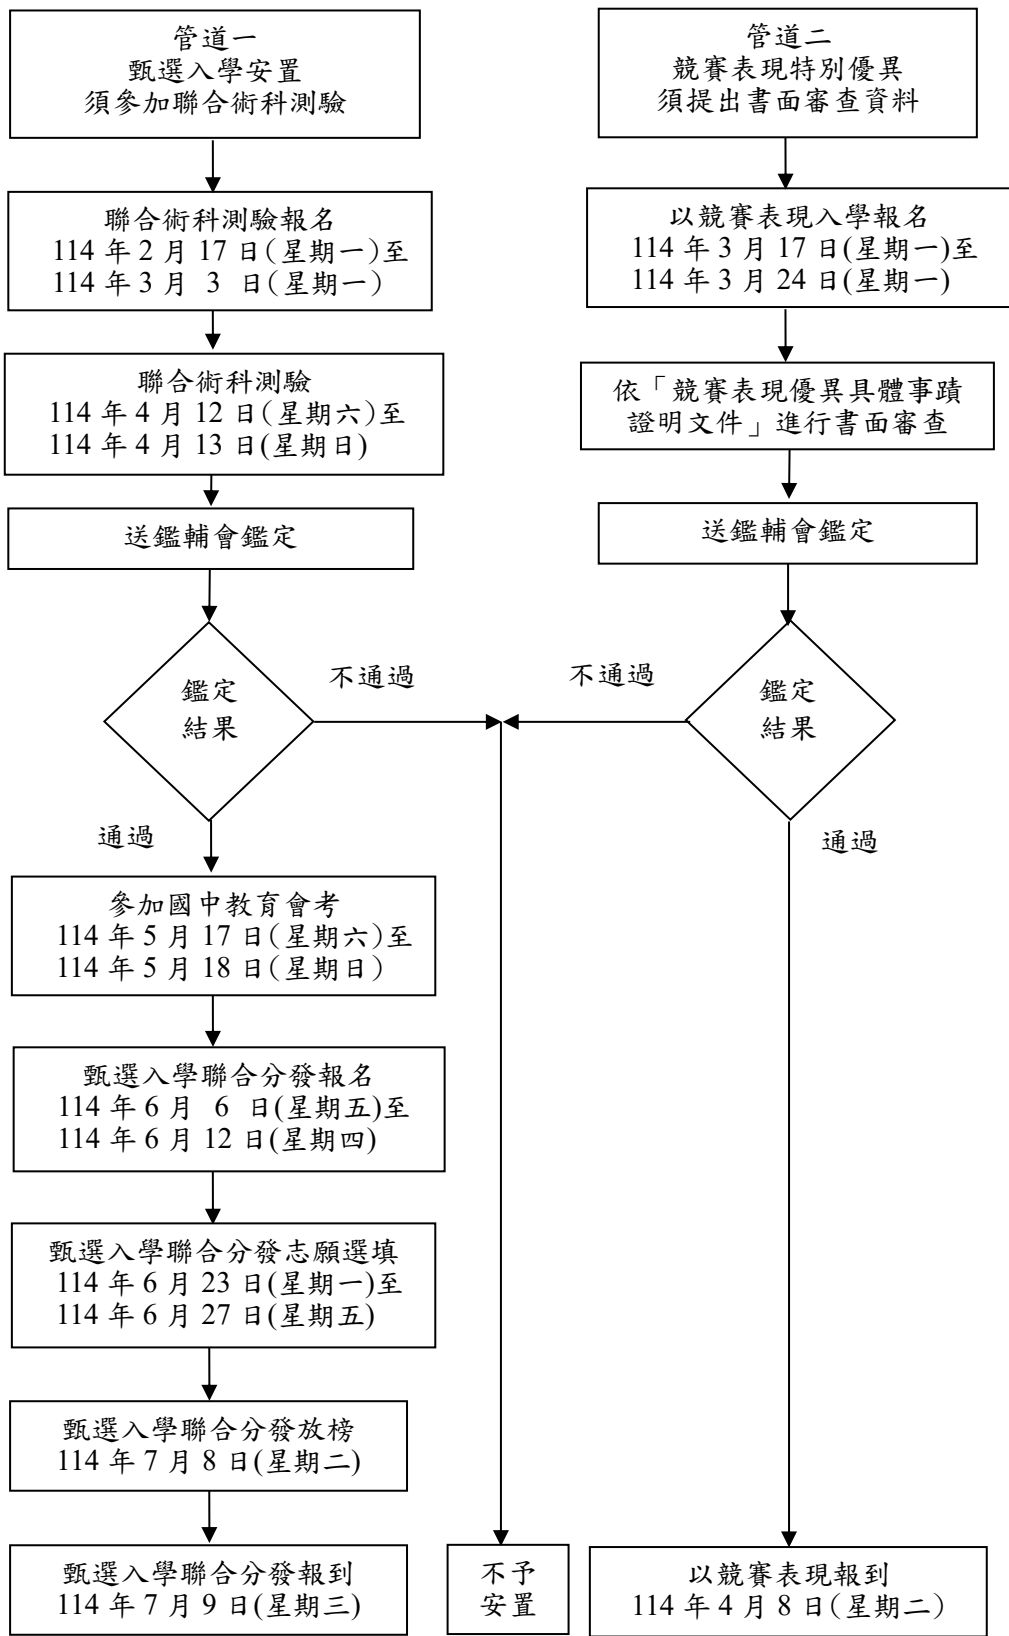 管道一
甄選入學安置
須參加聯合術科測驗
聯合術科測驗報名
114 年 2 月 17 日(星期一)至
114 年 3 月 3 日(星期一)
聯合術科測驗
114 年 4 月 12 日(星期六)至
114 年 4 月 13 日(星期日)
送鑑輔會鑑定
鑑定
結果
不通過
通過
參加國中教育會考
114 年 5 月 17 日(星期六)至
114 年 5 月 18 日(星期日)
甄選入學聯合分發報名
114 年 6 月 6 日(星期五)至
114 年 6 月 12 日(星期四)
甄選入學聯合分發志願選填
114 年 6 月 23 日(星期一)至
114 年 6 月 27 日(星期五)
甄選入學聯合分發放榜
114 年 7 月 8 日(星期二)
甄選入學聯合分發報到
114 年 7 月 9 日(星期三)
管道二
競賽表現特別優異
須提出書面審查資料
以競賽表現入學報名
114 年 3 月 17 日(星期一)至
114 年 3 月 24 日(星期一)
依「競賽表現優異具體事蹟
證明文件」進行書面審查
送鑑輔會鑑定
鑑定
結果
不通過
通過
不予
安置
以競賽表現報到
114 年 4 月 8 日(星期二)